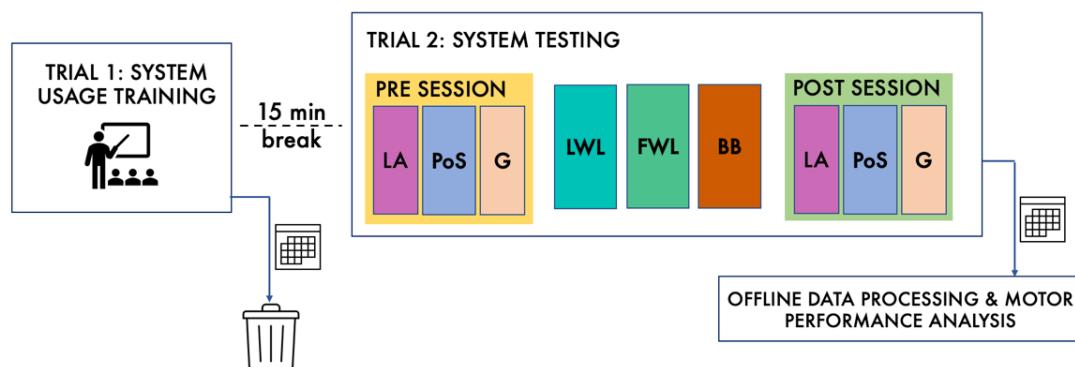 TRIAL 1: SYSTEM
USAGE TRAINING
15 min
break
TRIAL 2: SYSTEM TESTING
PRE SESSION
LA
PoS
G
LWL
FWL
BB
POST SESSION
LA
PoS
G
OFFLINE DATA PROCESSING & MOTOR
PERFORMANCE ANALYSIS